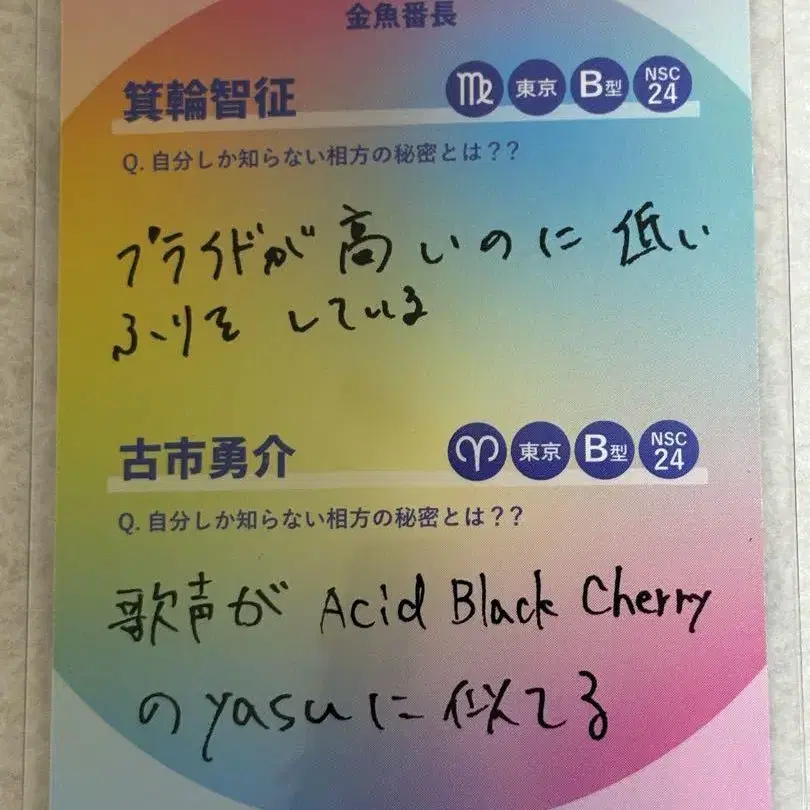 金魚番長
箕輪智征 ♍ 東京 B型 NSC 24
Q. 自分しか知らない相方の秘密とは？？
プライドが高いのに低い
ふりをしている
古市勇介 ♈ 東京 B型 NSC 24
Q. 自分しか知らない相方の秘密とは？？
歌声が Acid Black Cherry
のyasuに似てる